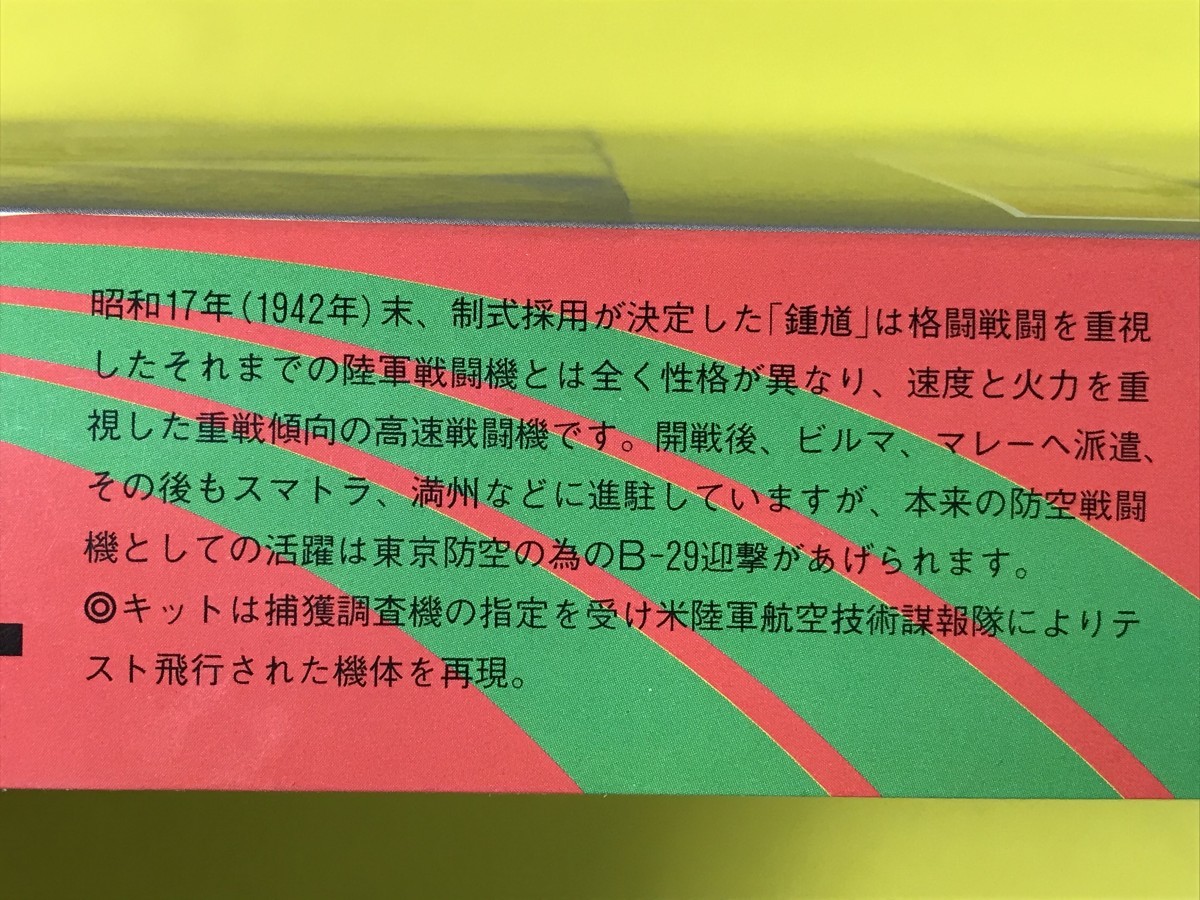 昭和17年(1942年)末、制式採用が決定した「鍾馗」は格闘戦闘を重視
したそれまでの陸軍戦闘機とは全く性格が異なり、速度と火力を重
視した重戦傾向の高速戦闘機です。開戦後、ビルマ、マレーへ派遣、
その後もスマトラ、満州などに進駐していますが、本来の防空戦闘
機としての活躍は東京防空の為のB-29迎撃があげられます。
◎キットは捕獲調査機の指定を受け米陸軍航空技術諜報隊によりテ
スト飛行された機体を再現。